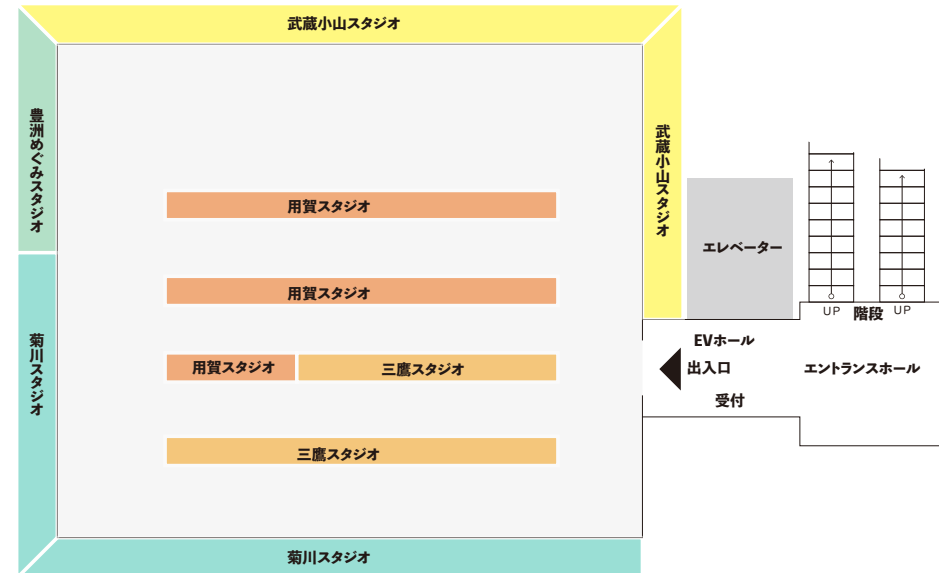 武蔵小山スタジオ
豊洲めぐみスタジオ
武蔵小山スタジオ
用賀スタジオ
エレベーター
用賀スタジオ
UP
階段
UP
菊川スタジオ
EVホール
用賀スタジオ
三鷹スタジオ
出入口
エントランスホール
受付
三鷹スタジオ
菊川スタジオ